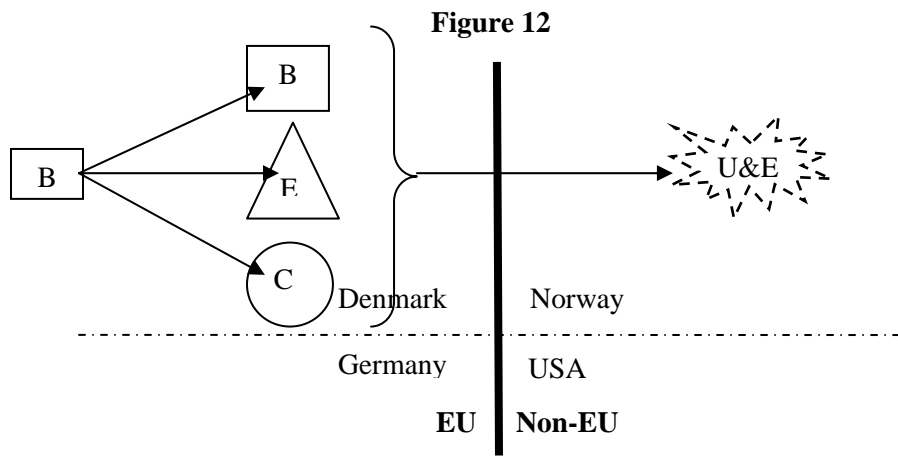 Figure 12
B
B
E
U&E
C
Denmark
Norway
Germany
USA
EU
Non-EU